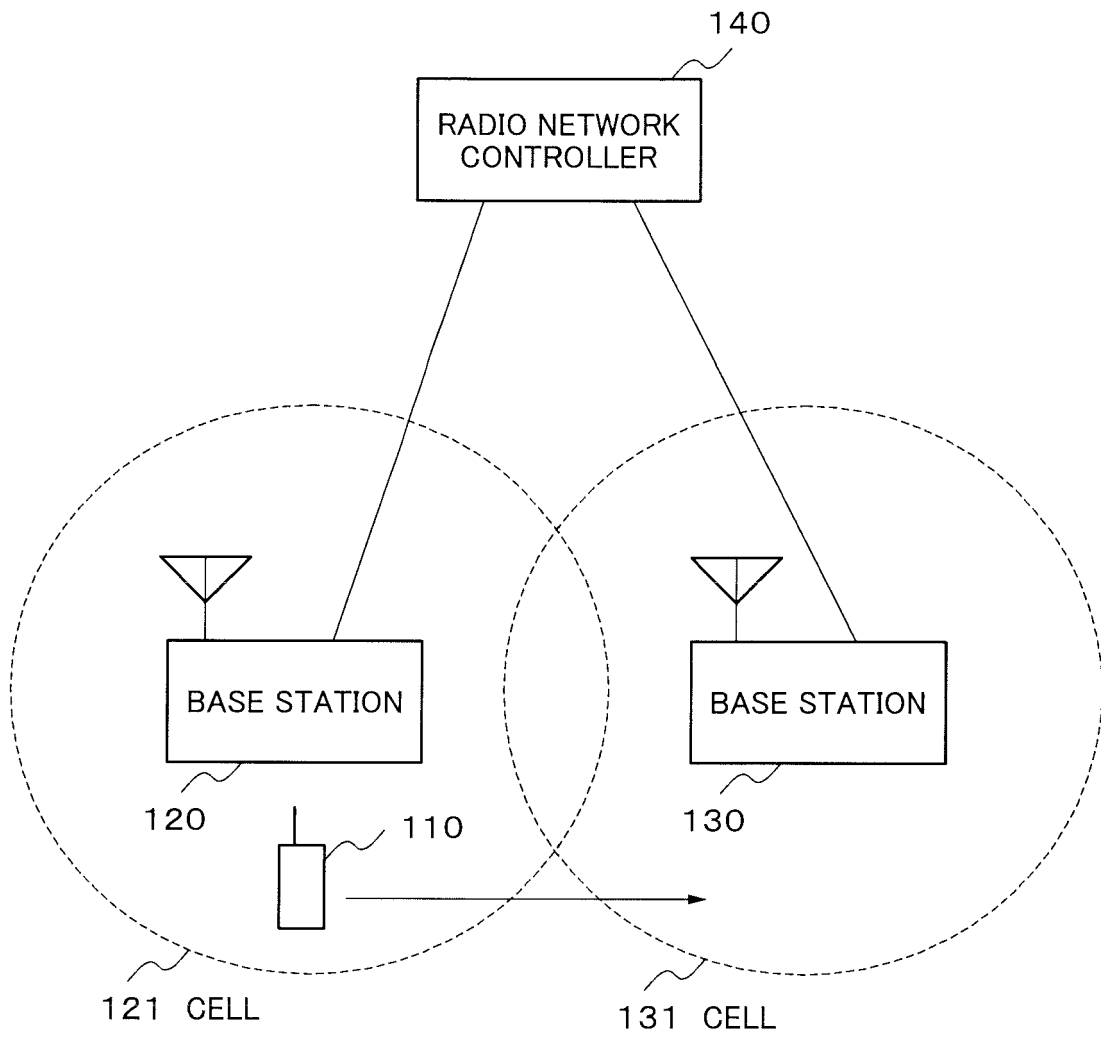 140
RADIO NETWORK
CONTROLLER
BASE STATION
BASE STATION
120
110
130
121 CELL
131 CELL